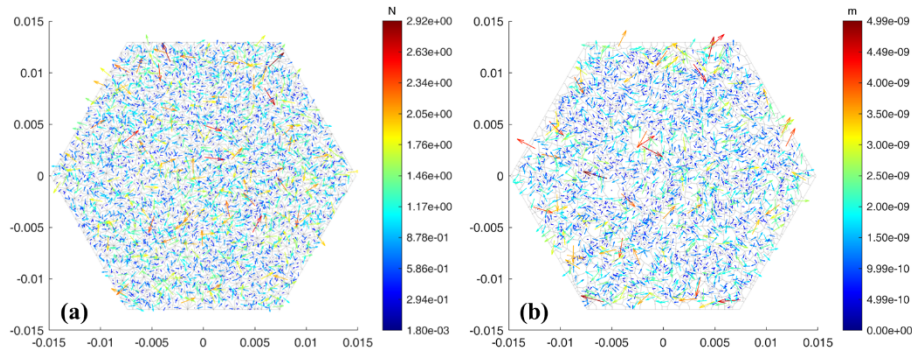 N
m
0.015
0.01
0.005
0
-0.005
-0.01
-0.015
-0.015 -0.01 -0.005 0 0.005 0.01 0.015
(a)
2.92e+00
2.63e+00
2.34e+00
2.05e+00
1.76e+00
1.46e+00
1.17e+00
8.78e-01
5.86e-01
2.94e-01
1.80e-03
0.015
0.01
0.005
0
-0.005
-0.01
-0.015
-0.015 -0.01 -0.005 0 0.005 0.01 0.015
(b)
4.99e-09
4.49e-09
3.99e-09
3.50e-09
3.00e-09
2.50e-09
2.00e-09
1.50e-09
9.99e-10
4.99e-10
0.00e+00